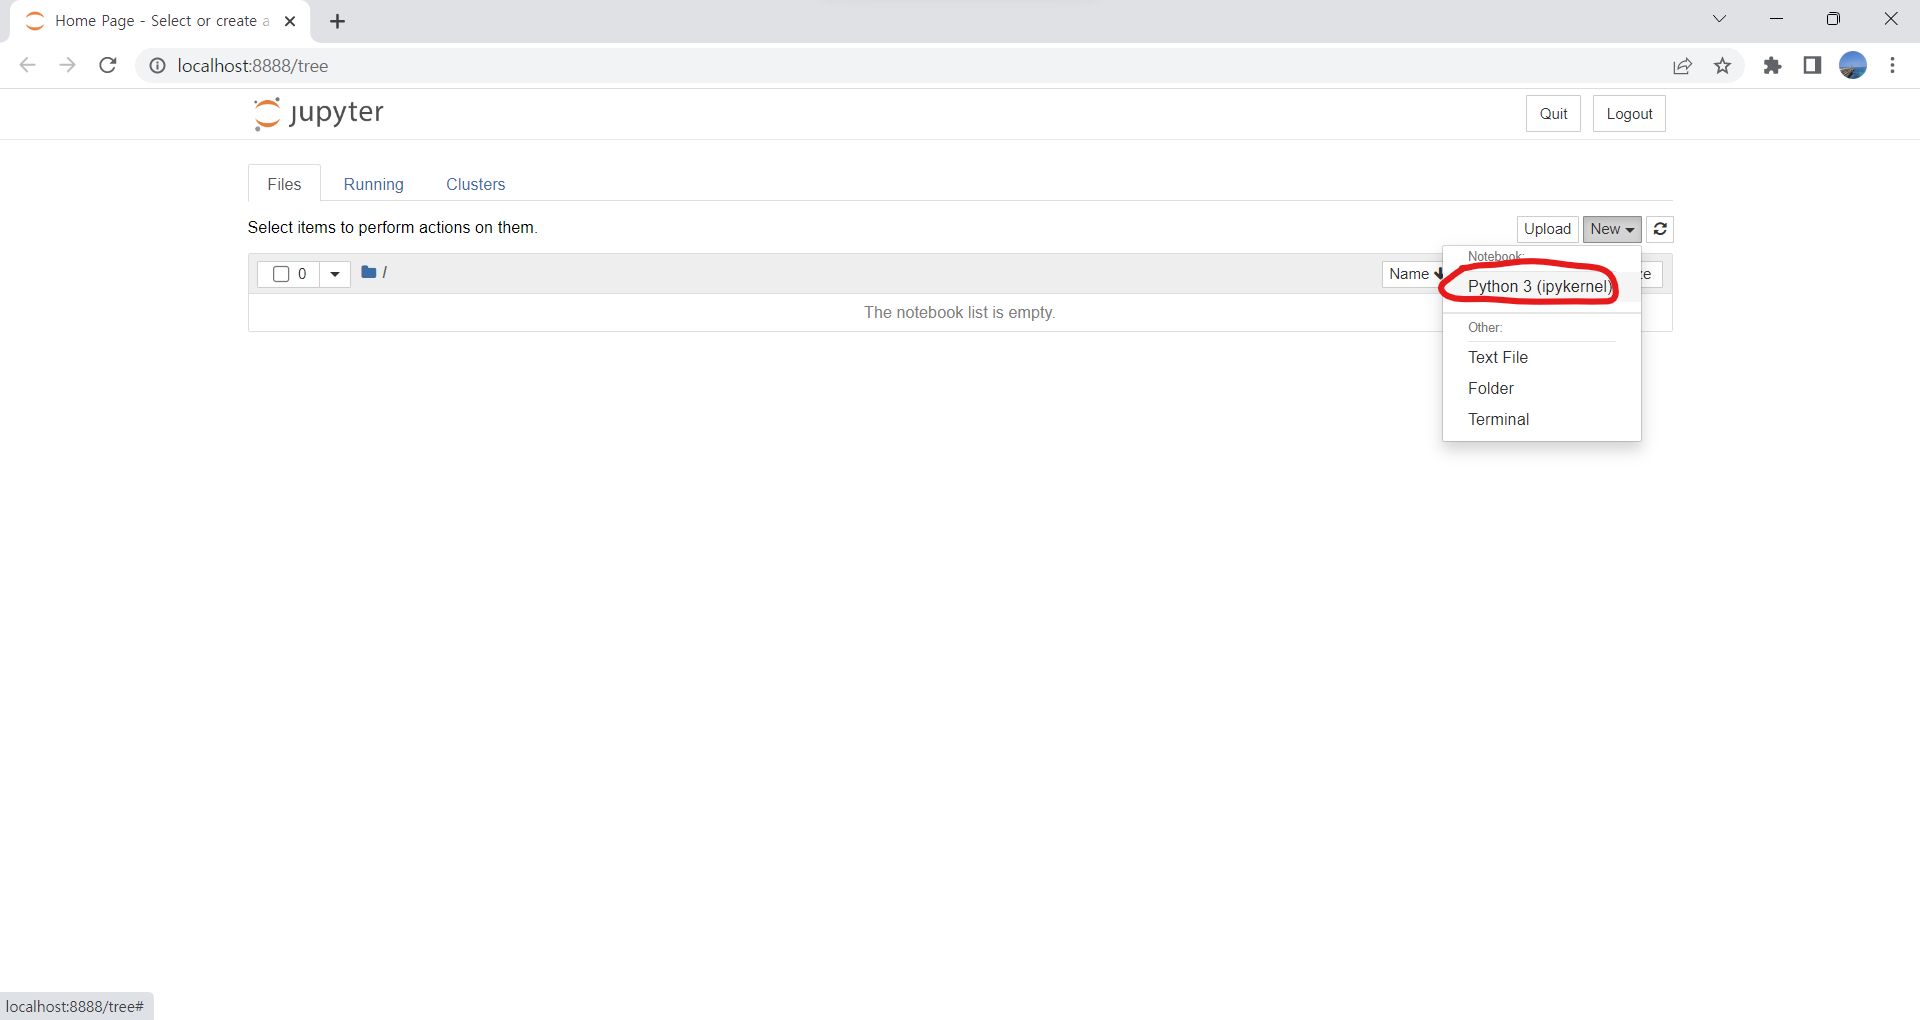 Home Page - Select or create a
localhost:8888/tree
jupyter
Quit
Logout
Files
Running
Clusters
Select items to perform actions on them.
Upload
New
0
/
Name
Notebook:
Python 3 (ipykernel)
Other:
Text File
Folder
Terminal
The notebook list is empty.
localhost:8888/tree#